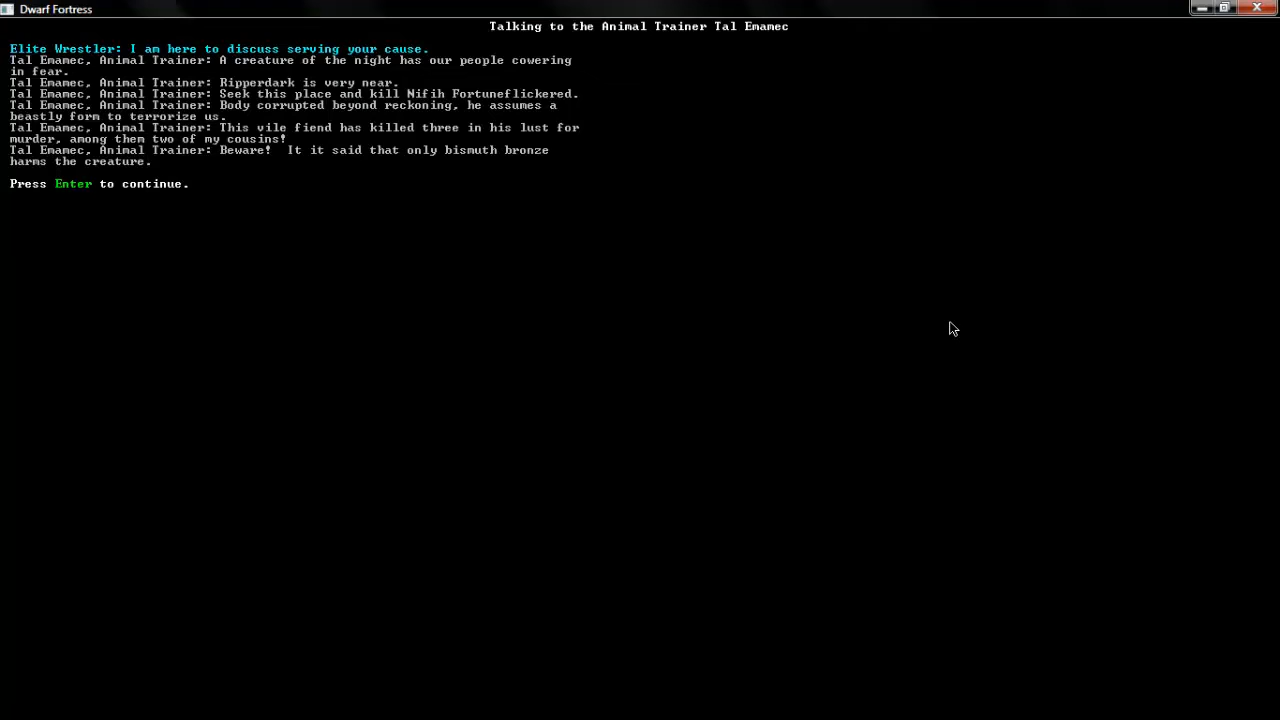 Dwarf Fortress
Talking to the Animal Trainer Tal Emamec
Elite Wrestler: I am here to discuss serving your cause.
Tal Emamec, Animal Trainer: A creature of the night has our people cowering
in fear.
Tal Emamec, Animal Trainer: Ripperdark is very near.
Tal Emamec, Animal Trainer: Seek this place and kill Nifih Fortuneflickered.
Tal Emamec, Animal Trainer: Body corrupted beyond reckoning, he assumes a
beastly form to terrorize us.
Tal Emamec, Animal Trainer: This vile fiend has killed three in his lust for
murder, among them two of my cousins!
Tal Emamec, Animal Trainer: Beware!  It it said that only bismuth bronze
harms the creature.
Press Enter to continue.